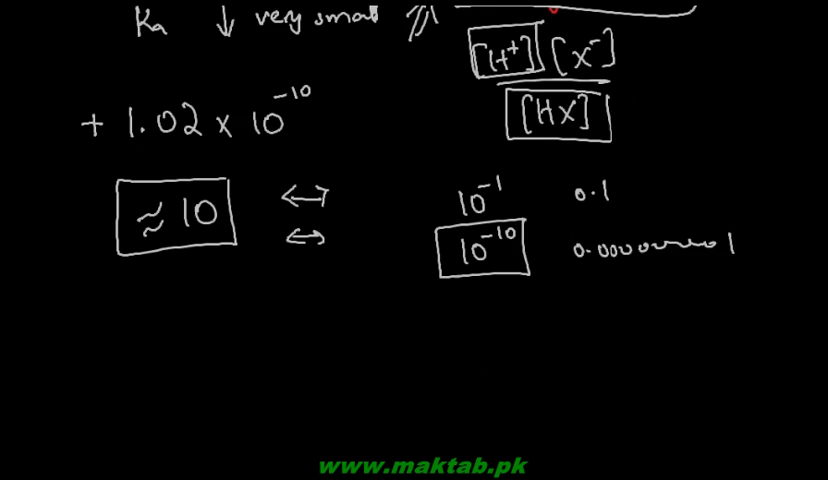 Ka ↓ very small
[H⁺] [X⁻]
[HX]
+ 1.02 x 10⁻¹⁰
≈ 10 ↔ 10⁻¹ 0.1
↔ 10⁻¹⁰
www.maktab.pk